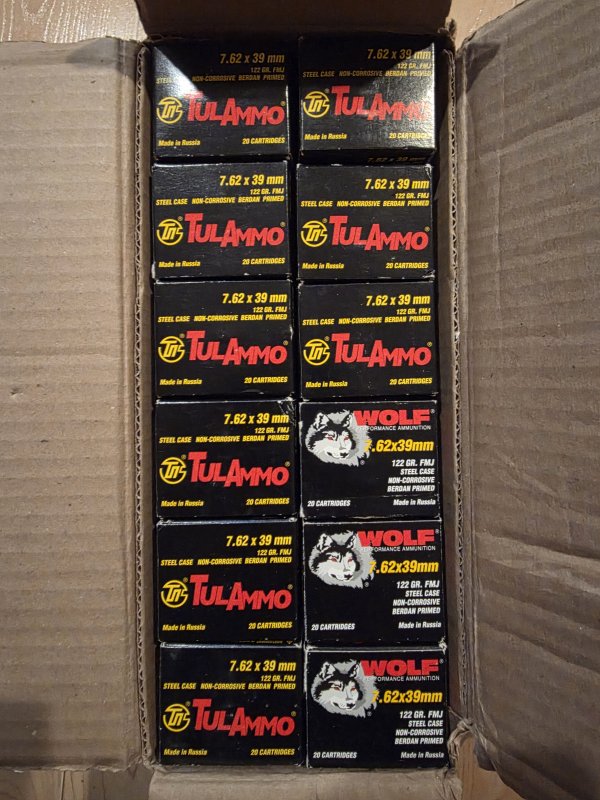 7.62 x 39 mm
122 GR. FMJ
STEEL CASE NON-CORROSIVE BERDAN PRIMED
TulAmmo®
Made in Russia
20 CARTRIDGES
7.62 x 39 mm
122 GR. FMJ
STEEL CASE NON-CORROSIVE BERDAN PRIMED
TulAmmo
Made in Russia
20 CARTRIDGES
7.62 x 39 mm
122 GR. FMJ
STEEL CASE NON-CORROSIVE BERDAN PRIMED
TulAmmo®
Made in Russia
20 CARTRIDGES
7.62 x 39 mm
122 GR. FMJ
STEEL CASE NON-CORROSIVE BERDAN PRIMED
TulAmmo®
Made in Russia
20 CARTRIDGES
7.62 x 39 mm
122 GR. FMJ
STEEL CASE NON-CORROSIVE BERDAN PRIMED
TulAmmo®
Made in Russia
20 CARTRIDGES
7.62 x 39 mm
122 GR. FMJ
STEEL CASE NON-CORROSIVE BERDAN PRIMED
TulAmmo®
Made in Russia
20 CARTRIDGES
7.62 x 39 mm
122 GR. FMJ
STEEL CASE NON-CORROSIVE BERDAN PRIMED
TulAmmo®
Made in Russia
20 CARTRIDGES
WOLF®
PERFORMANCE AMMUNITION
7.62x39mm
122 GR. FMJ
STEEL CASE
NON-CORROSIVE
BERDAN PRIMED
20 CARTRIDGES
Made in Russia
7.62 x 39 mm
122 GR. FMJ
STEEL CASE NON-CORROSIVE BERDAN PRIMED
TulAmmo®
Made in Russia
20 CARTRIDGES
WOLF®
PERFORMANCE AMMUNITION
7.62x39mm
122 GR. FMJ
STEEL CASE
NON-CORROSIVE
BERDAN PRIMED
20 CARTRIDGES
Made in Russia
7.62 x 39 mm
122 GR. FMJ
STEEL CASE NON-CORROSIVE BERDAN PRIMED
TulAmmo®
Made in Russia
20 CARTRIDGES
WOLF®
PERFORMANCE AMMUNITION
7.62x39mm
122 GR. FMJ
STEEL CASE
NON-CORROSIVE
BERDAN PRIMED
20 CARTRIDGES
Made in Russia